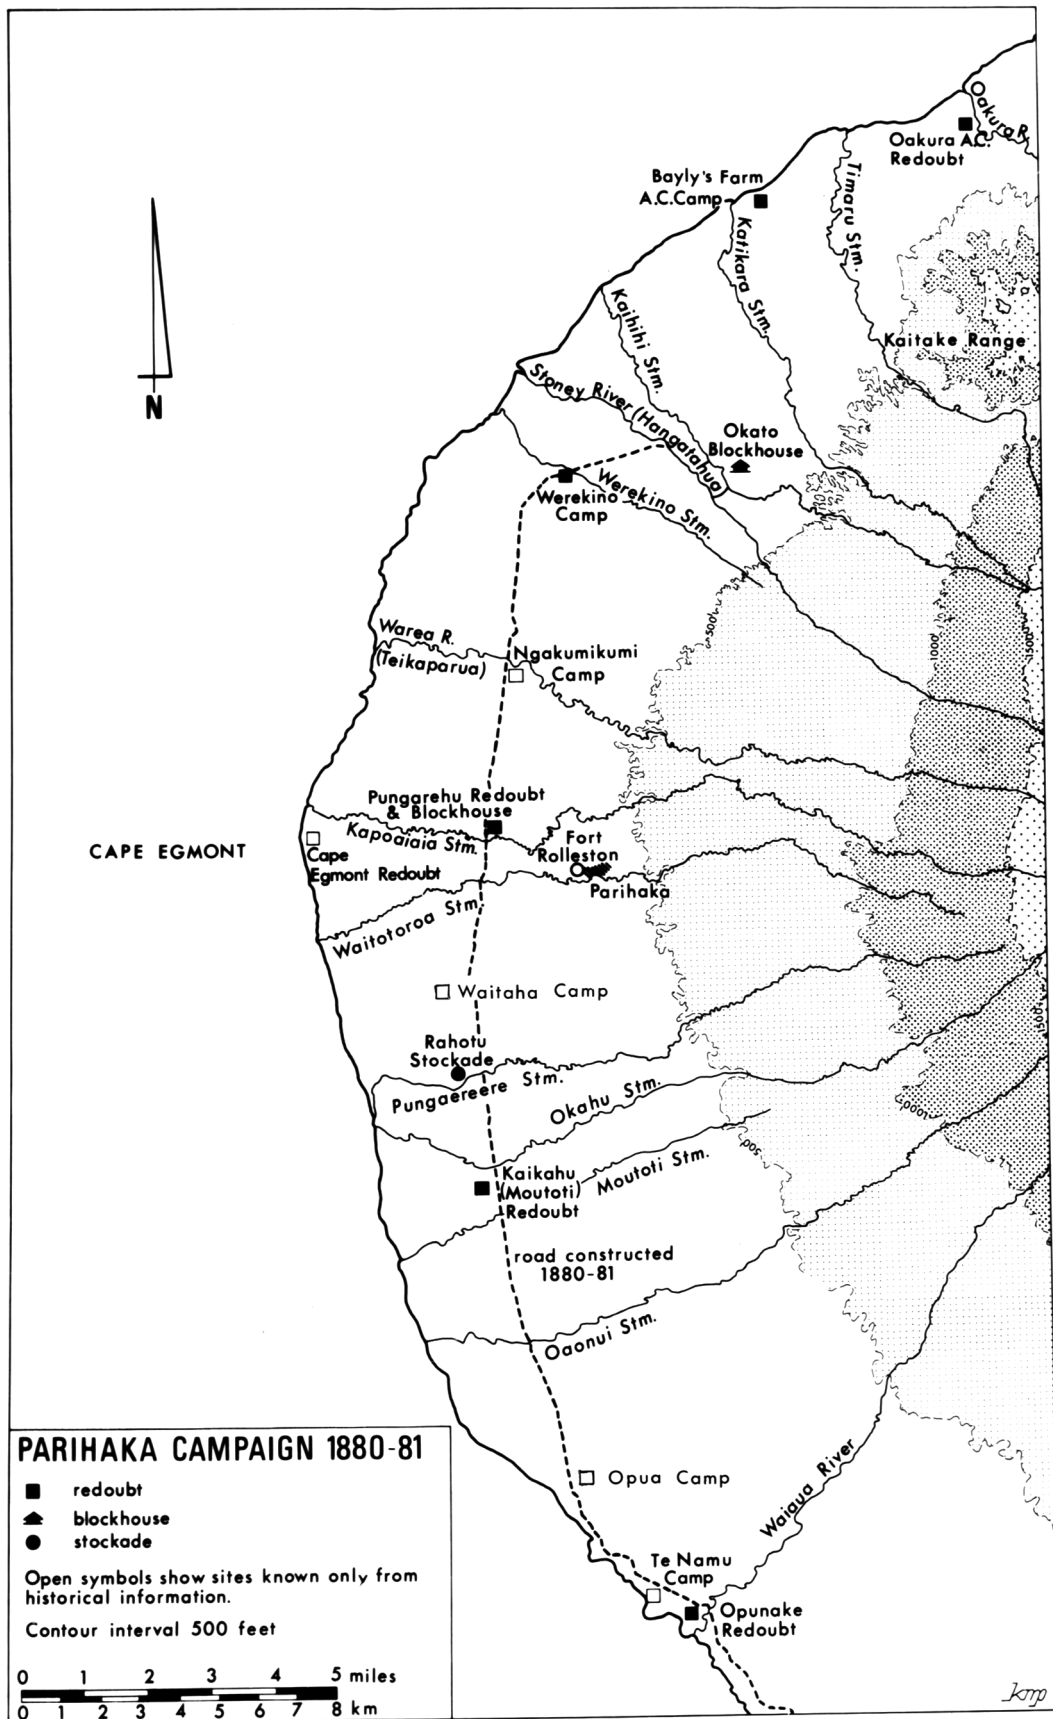 Oakura R.
Oakura A.C.
Redoubt
Bayly's Farm
A.C.Camp
Timaru Stm.
Katikara Stm.
Kaihihi Stm.
Kaitake Range
Stoney River (Hangatahua)
Okato
Blockhouse
Werekino Stm.
Werekino
Camp
N
Warea R.
(Teikaparua)
Ngakumikumi
Camp
500'
1000'
1500'
Pungarehu Redoubt
& Blockhouse
Kapoaiaia Stm.
CAPE EGMONT
Cape
Egmont Redoubt
Fort
Rolleston
Parihaka
Waitotoroa Stm.
Waitaha Camp
Rahotu
Stockade
Pungaereere Stm.
Okahu Stm.
1000'
500'
Kaikahu
(Moutoti)
Redoubt
Moutoti Stm.
road constructed
1880-81
Oaonui Stm.
Opua Camp
Waiaua River
Te Namu
Camp
Opunake
Redoubt
PARIHAKA CAMPAIGN 1880-81
redoubt
blockhouse
stockade
Open symbols show sites known only from
historical information.
Contour interval 500 feet
0 1 2 3 4 5 miles
0 1 2 3 4 5 6 7 8 km